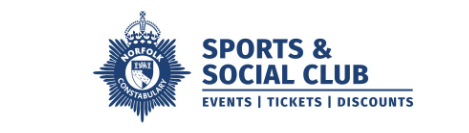 NORFOLK
CONSTABULARY
SPORTS &
SOCIAL CLUB
EVENTS | TICKETS | DISCOUNTS